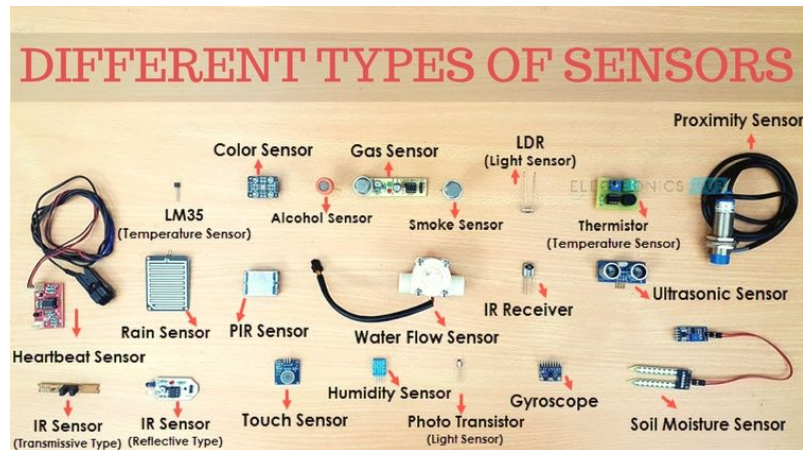 DIFFERENT TYPES OF SENSORS
Proximity Sensor
Color Sensor
Gas Sensor
LDR
(Light Sensor)
ELECTRONICS HUB
LM35
(Temperature Sensor)
Alcohol Sensor
Smoke Sensor
Thermistor
(Temperature Sensor)
Rain Sensor
PIR Sensor
Water Flow Sensor
IR Receiver
Ultrasonic Sensor
Heartbeat Sensor
IR Sensor
(Transmissive Type)
IR Sensor
(Reflective Type)
Touch Sensor
Humidity Sensor
Photo Transistor
(Light Sensor)
Gyroscope
Soil Moisture Sensor